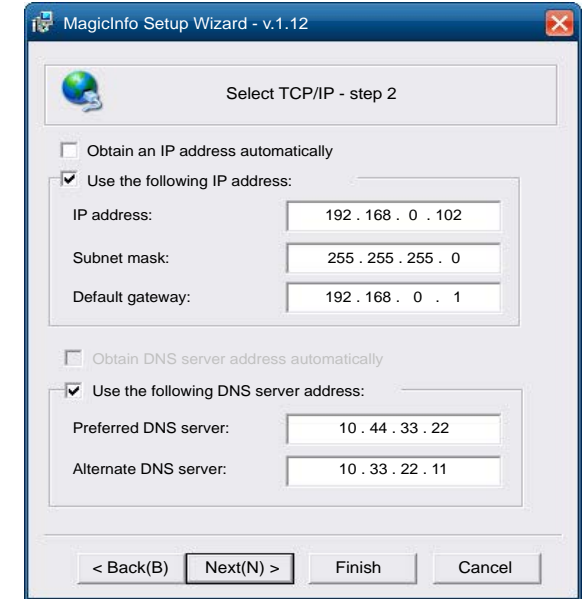 MagicInfo Setup Wizard - v.1.12
Select TCP/IP - step 2
Obtain an IP address automatically
Use the following IP address:
IP address: 192 . 168 . 0 . 102
Subnet mask: 255 . 255 . 255 . 0
Default gateway: 192 . 168 . 0 . 1
Obtain DNS server address automatically
Use the following DNS server address:
Preferred DNS server: 10 . 44 . 33 . 22
Alternate DNS server: 10 . 33 . 22 . 11
< Back(B) Next(N) > Finish Cancel